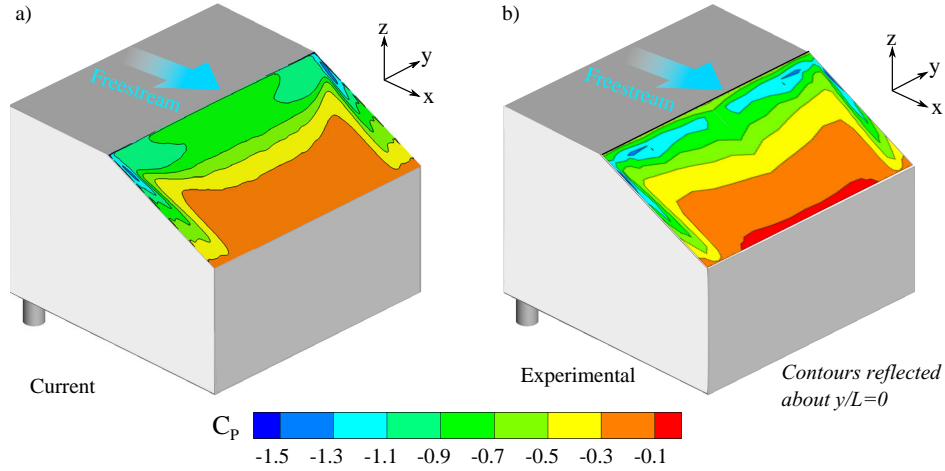 a)
z
y
x
Freestream
Current
b)
z
y
x
Freestream
Experimental
Contours reflected
about y/L=0
C_P
-1.5 -1.3 -1.1 -0.9 -0.7 -0.5 -0.3 -0.1